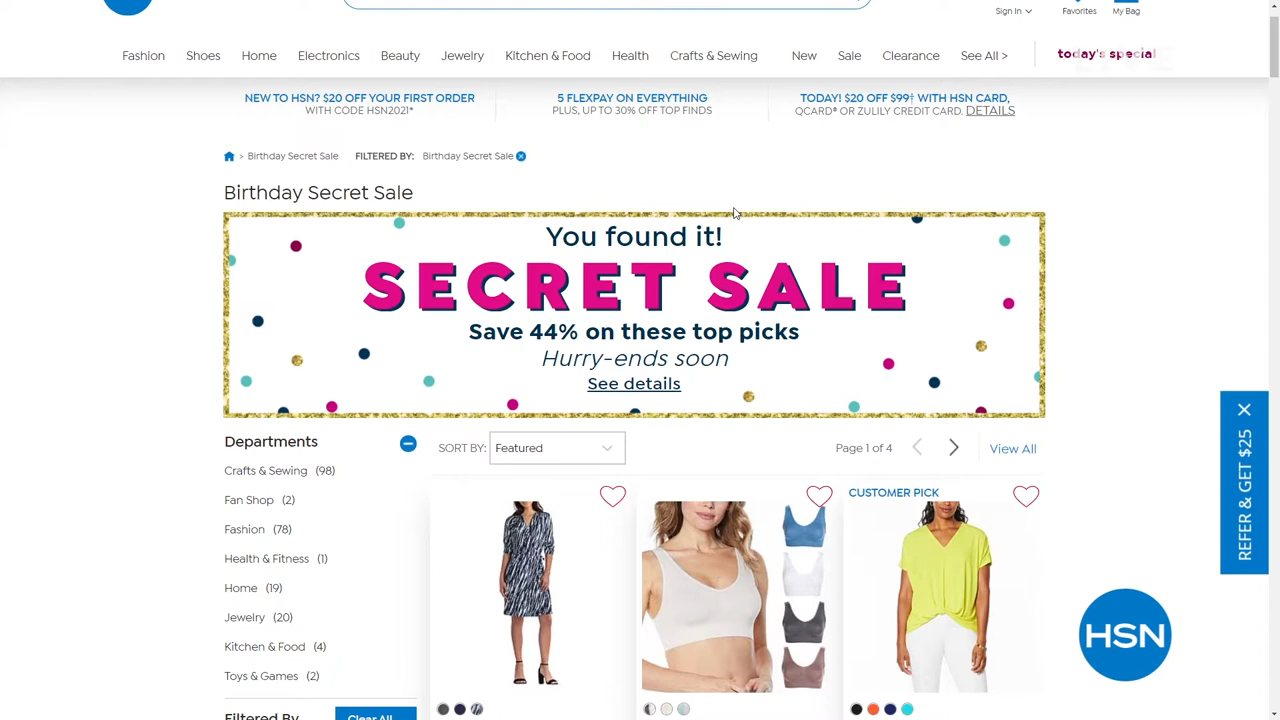 Sign In
Favorites
My Bag
Fashion Shoes Home Electronics Beauty Jewelry Kitchen & Food Health Crafts & Sewing New Sale Clearance See All > today's special
NEW TO HSN? $20 OFF YOUR FIRST ORDER
WITH CODE HSN2021*
5 FLEXPAY ON EVERYTHING
PLUS, UP TO 30% OFF TOP FINDS
TODAY! $20 OFF $99† WITH HSN CARD,
QCARD® OR ZULILY CREDIT CARD. DETAILS
> Birthday Secret Sale FILTERED BY: Birthday Secret Sale
Birthday Secret Sale
You found it!
SECRET SALE
Save 44% on these top picks
Hurry-ends soon
See details
Departments
Crafts & Sewing (98)
Fan Shop (2)
Fashion (78)
Health & Fitness (1)
Home (19)
Jewelry (20)
Kitchen & Food (4)
Toys & Games (2)
Filtered By
Clear All
SORT BY: Featured
Page 1 of 4
View All
CUSTOMER PICK
REFER & GET $25
HSN